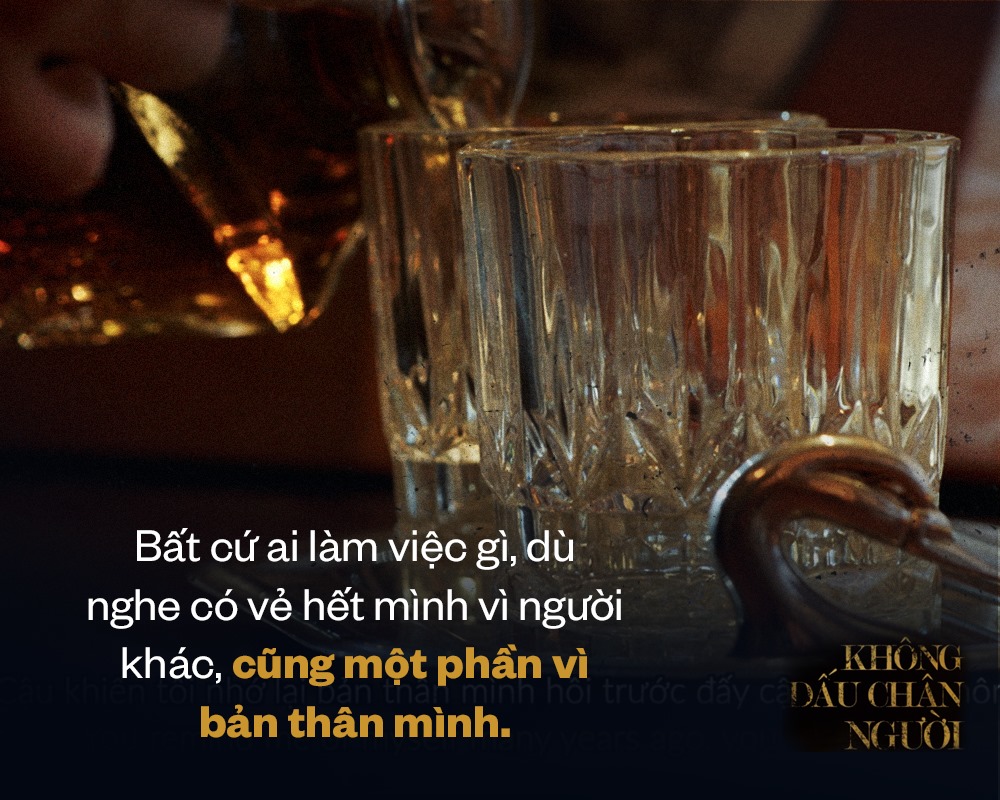 Bất cứ ai làm việc gì, dù
nghe có vẻ hết mình vì người
khác, cũng một phần vì
bản thân mình.
KHÔNG
DẤU CHÂN
NGƯỜI